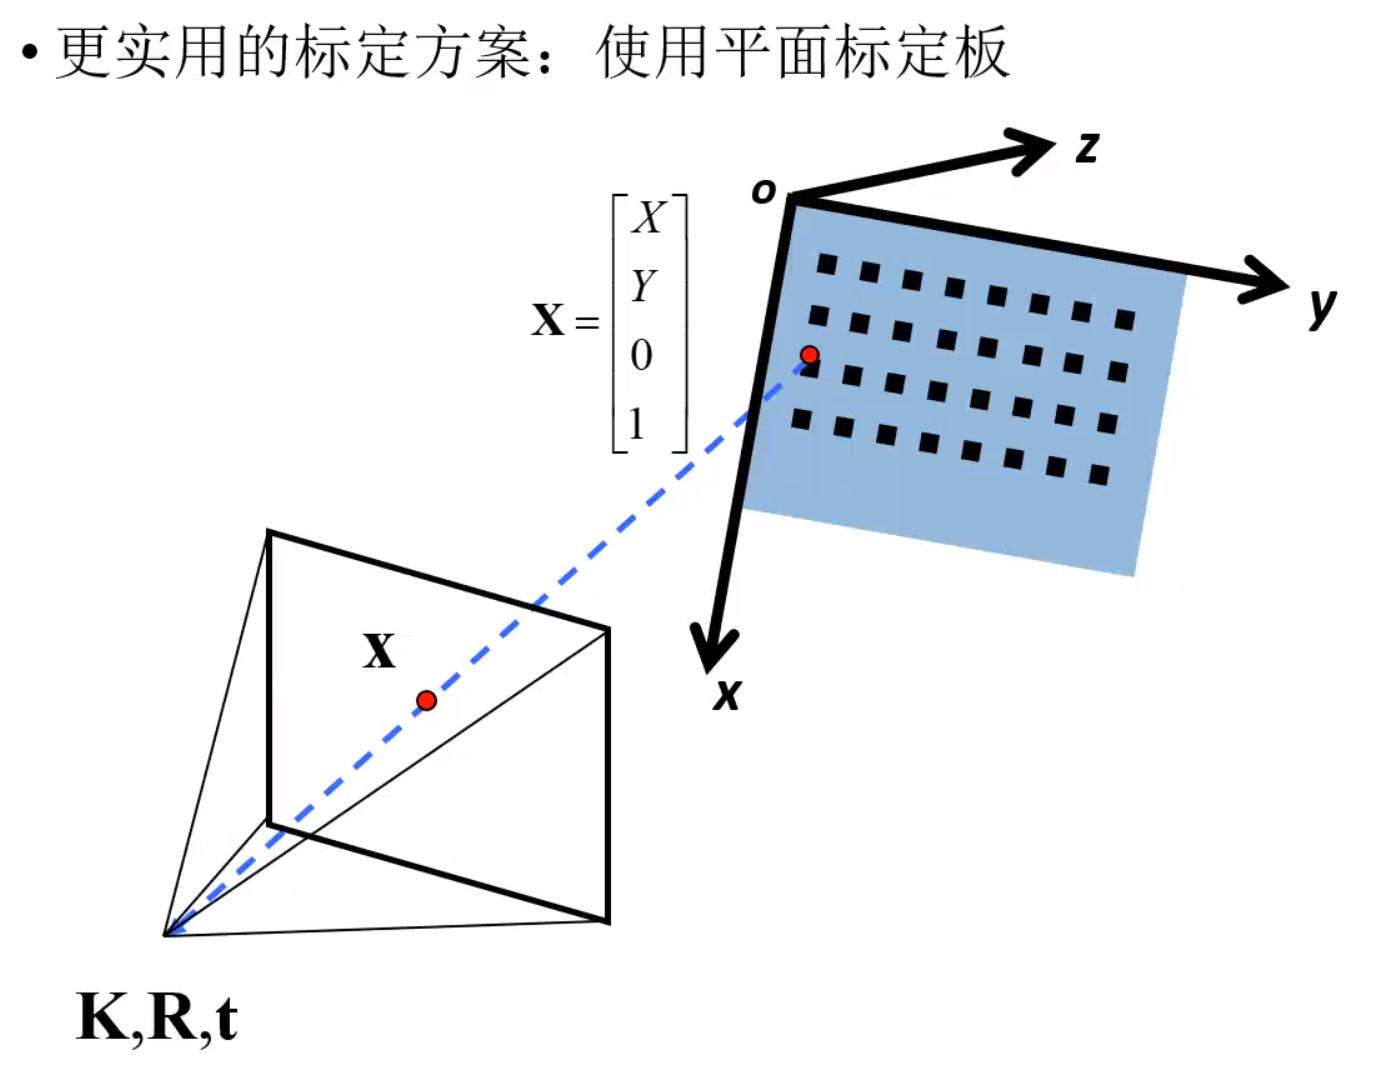 • 更实用的标定方案： 使用平面标定板
z
o
y
X = [X
Y
0
1]
x
x
K,R,t